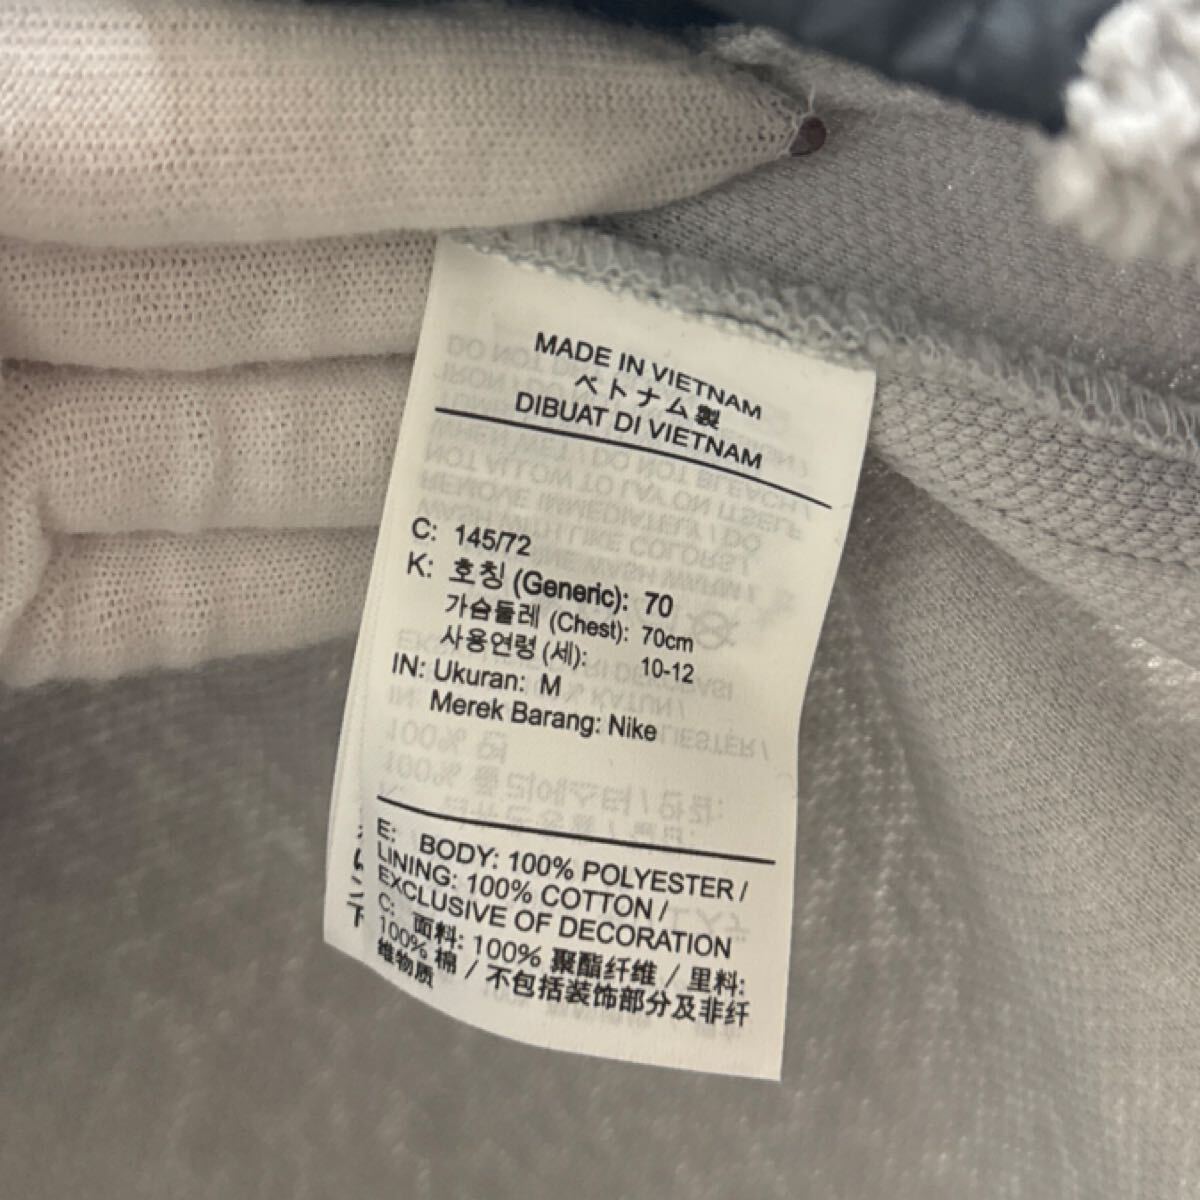 MADE IN VIETNAM
ベトナム製
DIBUAT DI VIETNAM
C: 145/72
K: 호칭 (Generic): 70
가슴둘레 (Chest): 70cm
사용연령 (세): 10-12
IN: Ukuran: M
Merek Barang: Nike
E: BODY: 100% POLYESTER /
LINING: 100% COTTON /
EXCLUSIVE OF DECORATION
C: 面料: 100% 聚酯纤维 / 里料:
100% 棉 / 不包括装饰部分及非纤
维物质